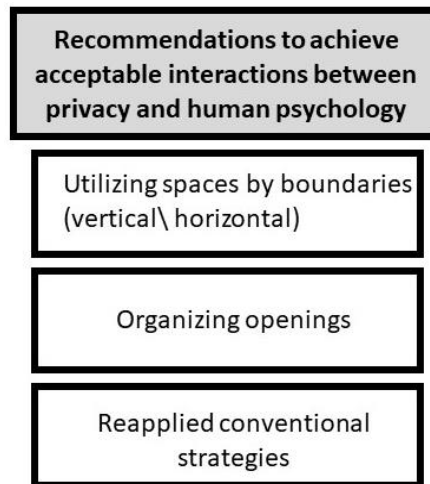 Recommendations to achieve
acceptable interactions between
privacy and human psychology
Utilizing spaces by boundaries
(vertical\ horizontal)
Organizing openings
Reapplied conventional
strategies